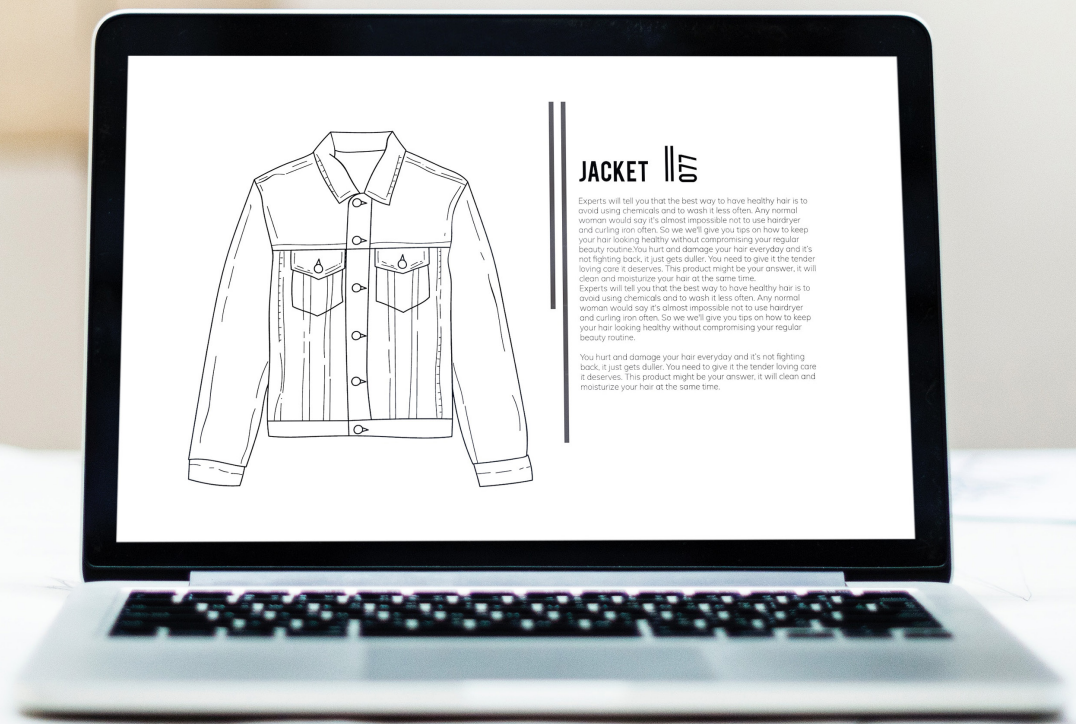 JACKET 077
Experts will tell you that the best way to have healthy hair is to
avoid using chemicals and to wash it less often. Any normal
woman would say it's almost impossible not to use hairdryer
and curling iron often. So we we'll give you tips on how to keep
your hair looking healthy without compromising your regular
beauty routine.You hurt and damage your hair everyday and it's
not fighting back, it just gets duller. You need to give it the tender
loving care it deserves. This product might be your answer, it will
clean and moisturize your hair at the same time.
Experts will tell you that the best way to have healthy hair is to
avoid using chemicals and to wash it less often. Any normal
woman would say it's almost impossible not to use hairdryer
and curling iron often. So we we'll give you tips on how to keep
your hair looking healthy without compromising your regular
beauty routine.
You hurt and damage your hair everyday and it's not fighting
back, it just gets duller. You need to give it the tender loving care
it deserves. This product might be your answer, it will clean and
moisturize your hair at the same time.